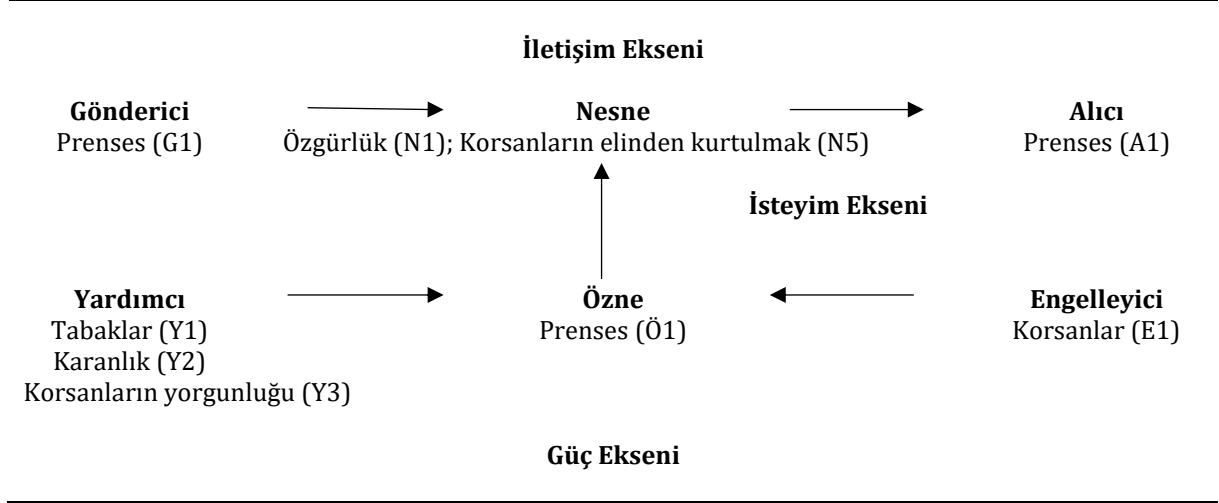 İletişim Ekseni
Gönderici Nesne Alıcı
Prenses (G1) Özgürlük (N1); Korsanların elinden kurtulmak (N5) Prenses (A1)
İsteyim Ekseni
Yardımcı Özne Engelleyici
Tabaklar (Y1) Prenses (Ö1) Korsanlar (E1)
Karanlık (Y2)
Korsanların yorgunluğu (Y3)
Güç Ekseni